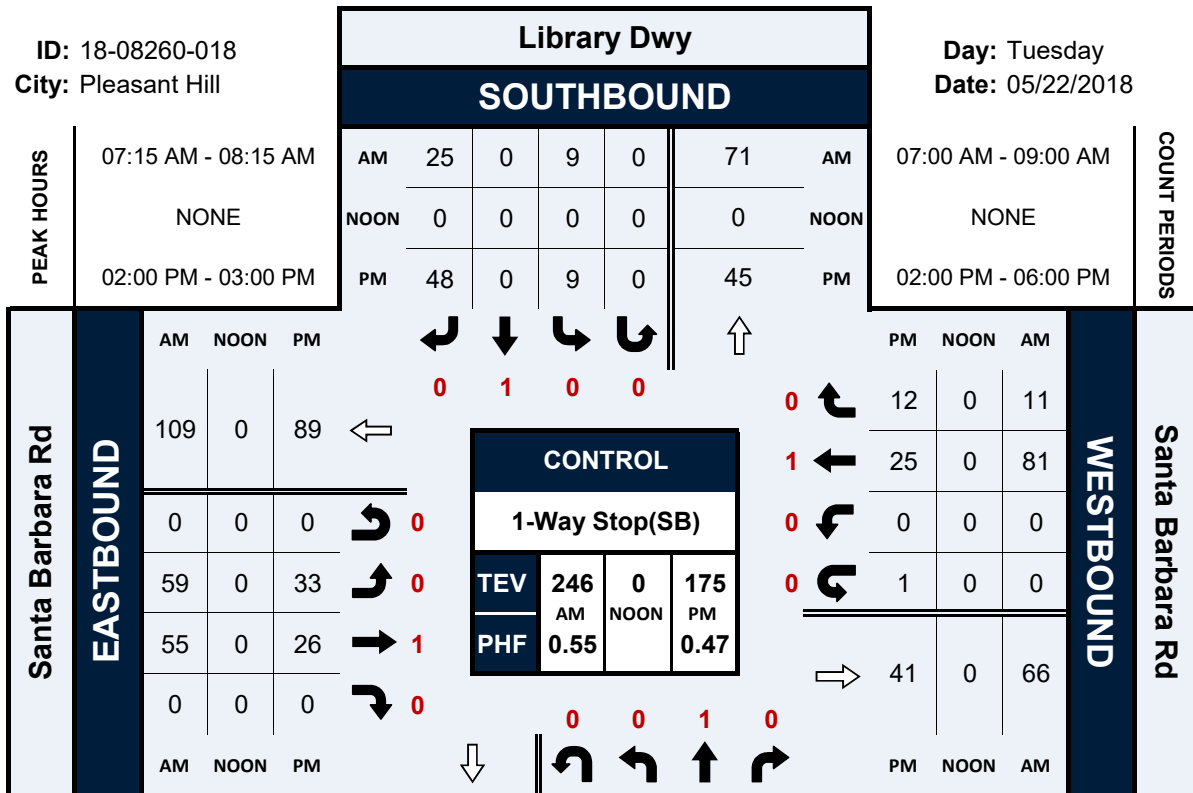 Library Dwy
ID: 18-08260-018
Day: Tuesday
City: Pleasant Hill
Date: 05/22/2018
SOUTHBOUND
PEAK HOURS
07:15 AM - 08:15 AM
AM 25 0 9 0 71 AM
07:00 AM - 09:00 AM
COUNT PERIODS
NONE
NOON 0 0 0 0 0 NOON
NONE
02:00 PM - 03:00 PM
PM 48 0 9 0 45 PM
02:00 PM - 06:00 PM
Santa Barbara Rd
EASTBOUND
AM NOON PM
109 0 89
0 0 0 0
59 0 33 0
55 0 26 1
0 0 0 0
AM NOON PM
0 1 0 0
CONTROL
1-Way Stop(SB)
TEV 246 0 175
AM NOON PM
PHF 0.55 0.47
0 0 1 0
PM NOON AM
0 12 0 11
1 25 0 81
0 0 0 0
0 1 0 0
41 0 66
PM NOON AM
WESTBOUND
Santa Barbara Rd